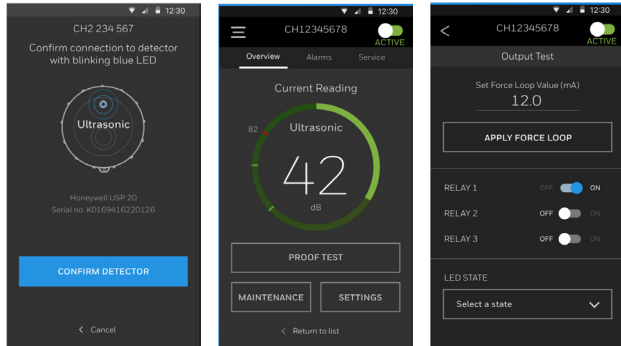 12:30
CH2 234 567
Confirm connection to detector
with blinking blue LED
Ultrasonic
Honeywell USP 20
Serial no. K01694162 20126
CONFIRM DETECTOR
Cancel
12:30
CH12345678
ACTIVE
Overview Alarms Service
Current Reading
82
Ultrasonic
42
dB
PROOF TEST
MAINTENANCE SETTINGS
Return to list
12:30
CH12345678
ACTIVE
Output Test
Set Force Loop Value (mA)
12.0
APPLY FORCE LOOP
RELAY 1 OFF ON
RELAY 2 OFF ON
RELAY 3 OFF ON
LED STATE
Select a state